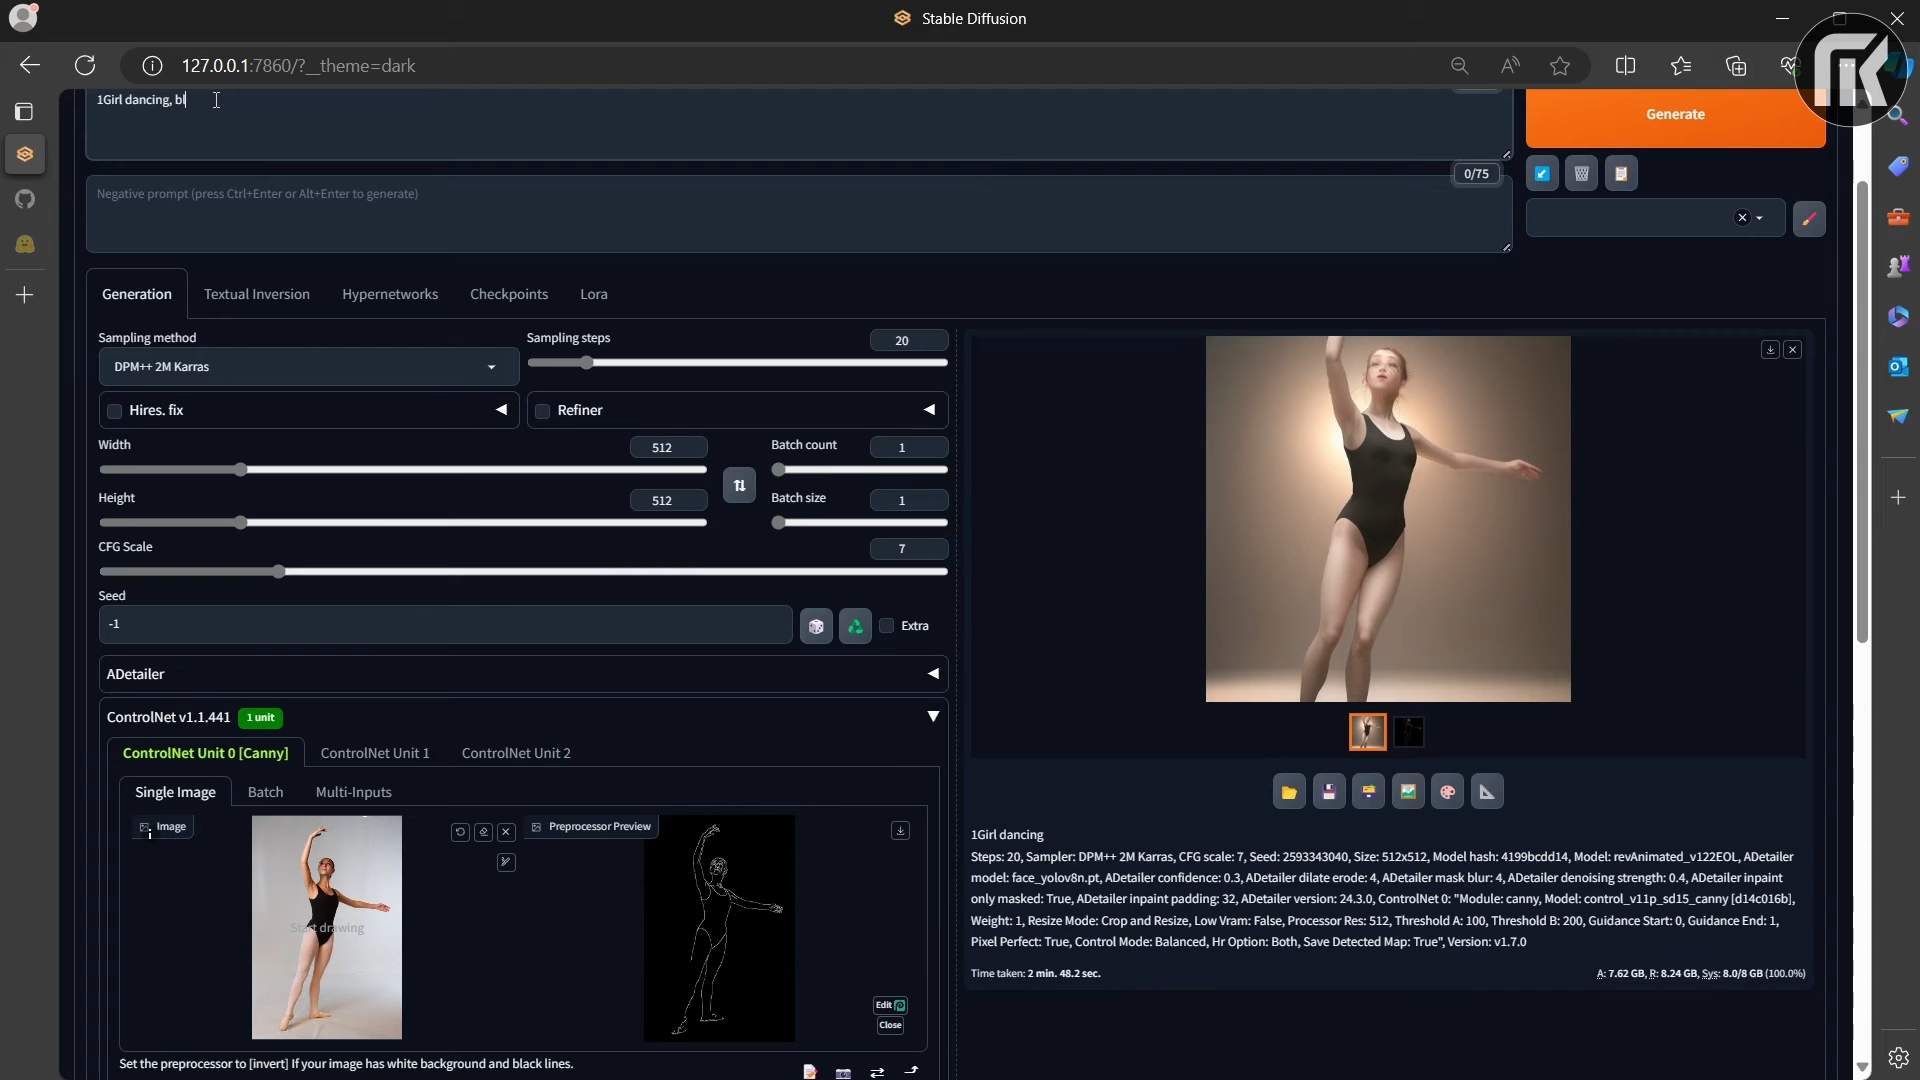 Stable Diffusion
127.0.0.1:7860/?__theme=dark
1Girl dancing, bl
Generate
0/75
Negative prompt (press Ctrl+Enter or Alt+Enter to generate)
Generation
Textual Inversion
Hypernetworks
Checkpoints
Lora
Sampling method
Sampling steps
20
DPM++ 2M Karras
Hires. fix
Refiner
Width
512
Batch count
1
Height
512
Batch size
1
CFG Scale
7
Seed
-1
Extra
ADetailer
ControlNet v1.1.441
1 unit
ControlNet Unit 0 [Canny]
ControlNet Unit 1
ControlNet Unit 2
Single Image
Batch
Multi-Inputs
Image
Preprocessor Preview
Start drawing
Edit
Close
Set the preprocessor to [invert] If your image has white background and black lines.
1Girl dancing
Steps: 20, Sampler: DPM++ 2M Karras, CFG scale: 7, Seed: 2593343040, Size: 512x512, Model hash: 4199bcdd14, Model: revAnimated_v122EOL, ADetailer
model: face_yolov8n.pt, ADetailer confidence: 0.3, ADetailer dilate erode: 4, ADetailer mask blur: 4, ADetailer denoising strength: 0.4, ADetailer inpaint
only masked: True, ADetailer inpaint padding: 32, ADetailer version: 24.3.0, ControlNet 0: "Module: canny, Model: control_v11p_sd15_canny [d14c016b],
Weight: 1, Resize Mode: Crop and Resize, Low Vram: False, Processor Res: 512, Threshold A: 100, Threshold B: 200, Guidance Start: 0, Guidance End: 1,
Pixel Perfect: True, Control Mode: Balanced, Hr Option: Both, Save Detected Map: True", Version: v1.7.0
Time taken: 2 min. 48.2 sec.
A: 7.62 GB, R: 8.24 GB, Sys: 8.0/8 GB (100.0%)